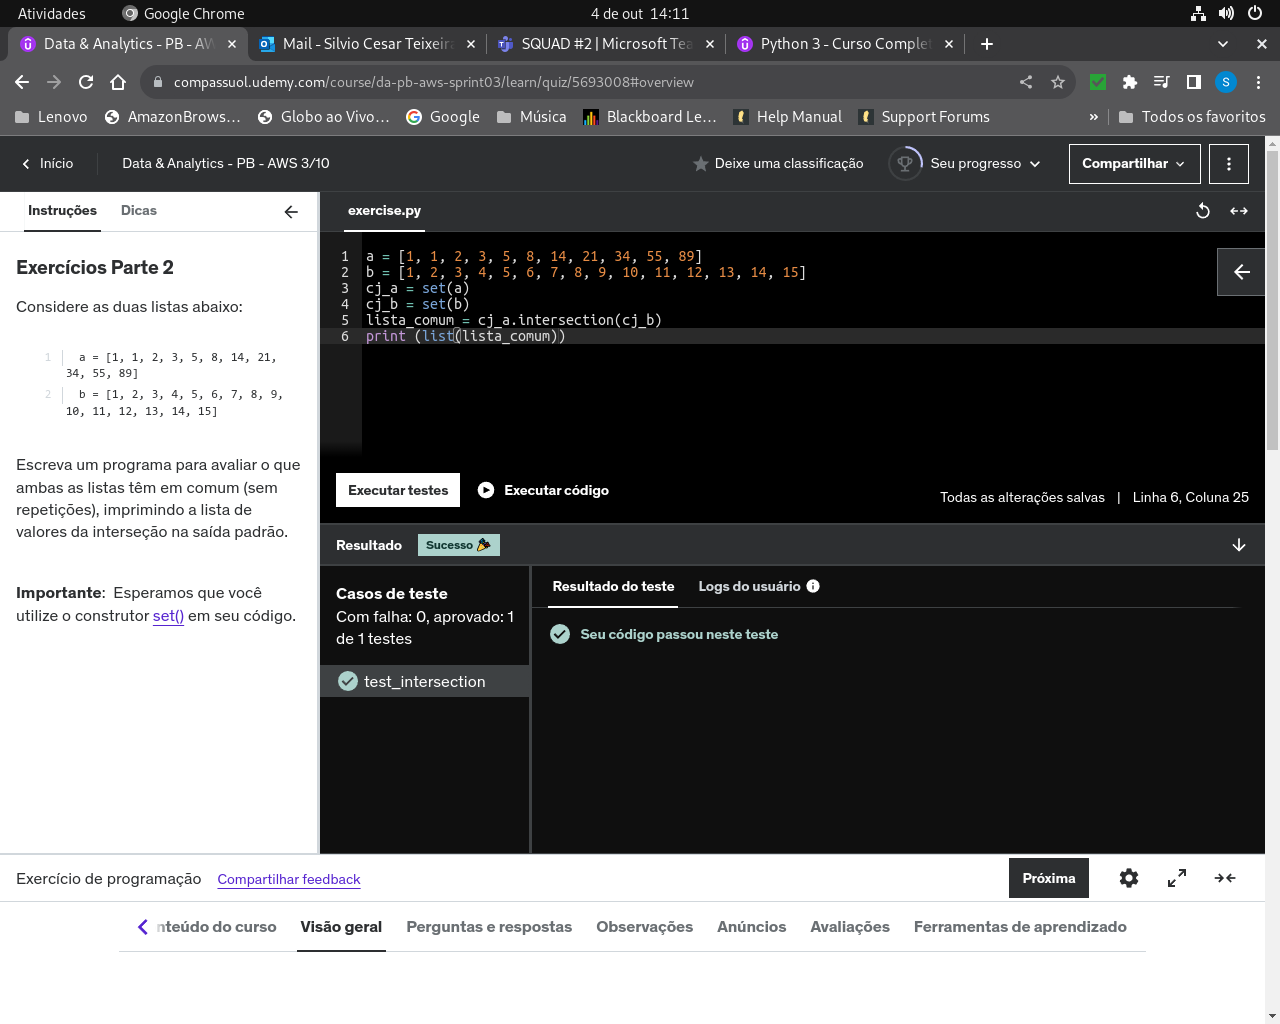 Atividades
Google Chrome
4 de out 14:11
Data & Analytics - PB - AW
Mail - Silvio Cesar Teixeira
SQUAD #2 | Microsoft Tea
Python 3 - Curso Complet
compassuol.udemy.com/course/da-pb-aws-sprint03/learn/quiz/5693008#overview
S
Lenovo
AmazonBrows...
Globo ao Vivo...
Google
Música
Blackboard Le...
Help Manual
Support Forums
»
Todos os favoritos
Início
Data & Analytics - PB - AWS 3/10
Deixe uma classificação
Seu progresso
Compartilhar
Instruções
Dicas
exercise.py
Exercícios Parte 2
Considere as duas listas abaixo:
1 a = [1, 1, 2, 3, 5, 8, 14, 21,
34, 55, 89]
2 b = [1, 2, 3, 4, 5, 6, 7, 8, 9,
10, 11, 12, 13, 14, 15]
Escreva um programa para avaliar o que
ambas as listas têm em comum (sem
repetições), imprimindo a lista de
valores da interseção na saída padrão.
Importante: Esperamos que você
utilize o construtor set() em seu código.
1 a = [1, 1, 2, 3, 5, 8, 14, 21, 34, 55, 89]
2 b = [1, 2, 3, 4, 5, 6, 7, 8, 9, 10, 11, 12, 13, 14, 15]
3 cj_a = set(a)
4 cj_b = set(b)
5 lista_comum = cj_a.intersection(cj_b)
6 print (list(lista_comum))
Executar testes
Executar código
Todas as alterações salvas | Linha 6, Coluna 25
Resultado
Sucesso
Casos de teste
Com falha: 0, aprovado: 1
de 1 testes
test_intersection
Resultado do teste
Logs do usuário
Seu código passou neste teste
Exercício de programação
Compartilhar feedback
Próxima
nteúdo do curso
Visão geral
Perguntas e respostas
Observações
Anúncios
Avaliações
Ferramentas de aprendizado